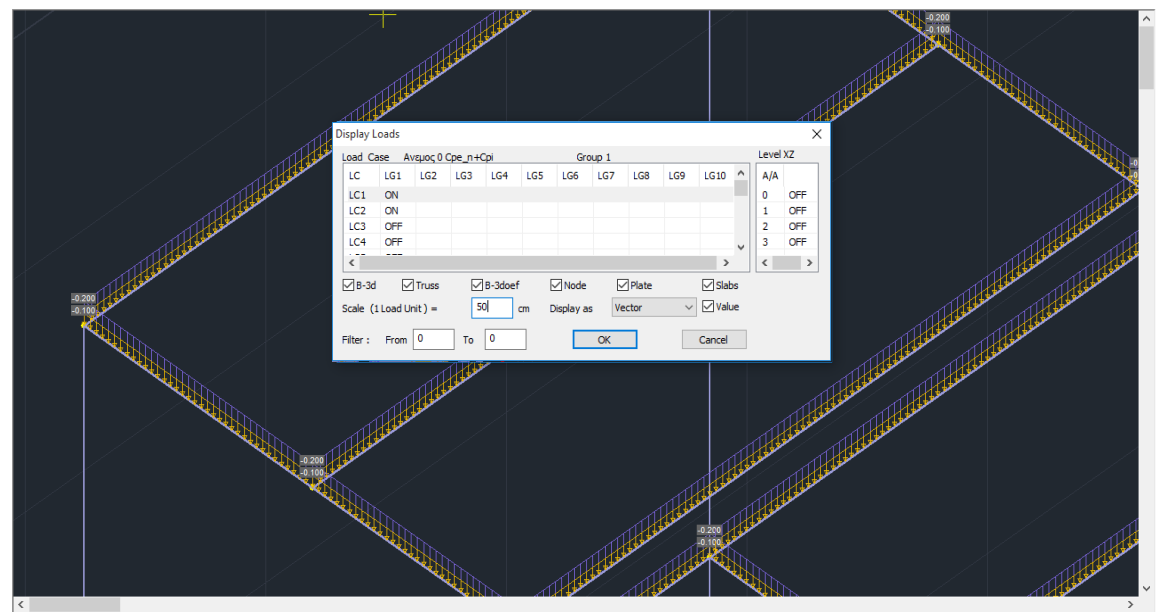 -0.200
-0.100
Display Loads
Load Case Ανεμος 0 Cpe_n+Cpi Group 1 Level XZ
LC LG1 LG2 LG3 LG4 LG5 LG6 LG7 LG8 LG9 LG10 A/A
LC1 ON 0 OFF
LC2 ON 1 OFF
LC3 OFF 2 OFF
LC4 OFF 3 OFF
B-3d Truss B-3doef Node Plate Slabs
Scale (1 Load Unit) = 50 cm Display as Vector Value
Filter : From 0 To 0 OK Cancel
-0.200
-0.100
-0.200
-0.100
-0.200
-0.100